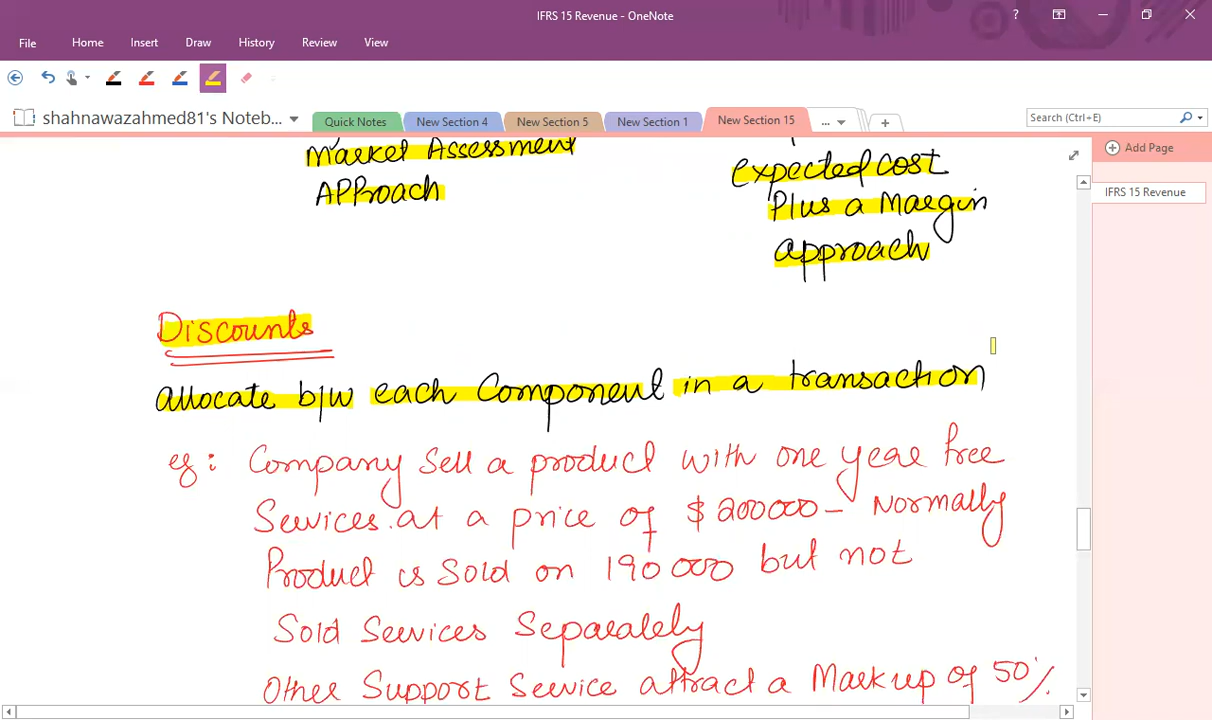 IFRS 15 Revenue - OneNote
?
File Home Insert Draw History Review View
shahnawazahmed81's Noteb... Quick Notes New Section 4 New Section 5 New Section 1 New Section 15 ... Search (Ctrl+E)
Add Page
IFRS 15 Revenue
Market Assessment
APProach
expected cost
Plus a Margin
approach
Discounts
allocate b/w each Component in a transaction
eg: Company Sell a product with one year free
Services. at a price of $ 200000 - Normally
Product is Sold on 190000 but not
Sold Services Separately
Other Support Service attract a Mark up of 50%